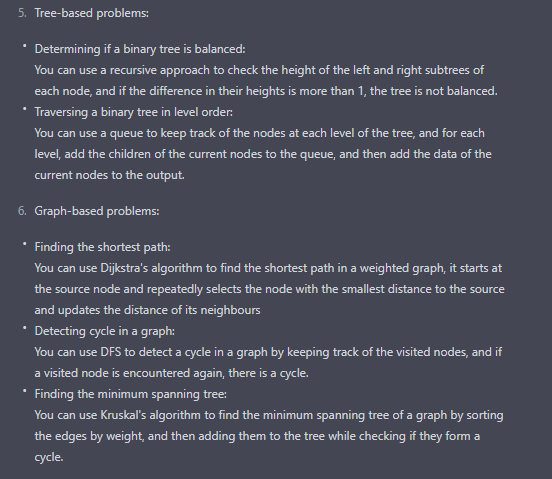 5. Tree-based problems:
• Determining if a binary tree is balanced:
You can use a recursive approach to check the height of the left and right subtrees of
each node, and if the difference in their heights is more than 1, the tree is not balanced.
• Traversing a binary tree in level order:
You can use a queue to keep track of the nodes at each level of the tree, and for each
level, add the children of the current nodes to the queue, and then add the data of the
current nodes to the output.
6. Graph-based problems:
• Finding the shortest path:
You can use Dijkstra's algorithm to find the shortest path in a weighted graph, it starts at
the source node and repeatedly selects the node with the smallest distance to the source
and updates the distance of its neighbours
• Detecting cycle in a graph:
You can use DFS to detect a cycle in a graph by keeping track of the visited nodes, and if
a visited node is encountered again, there is a cycle.
• Finding the minimum spanning tree:
You can use Kruskal's algorithm to find the minimum spanning tree of a graph by sorting
the edges by weight, and then adding them to the tree while checking if they form a
cycle.